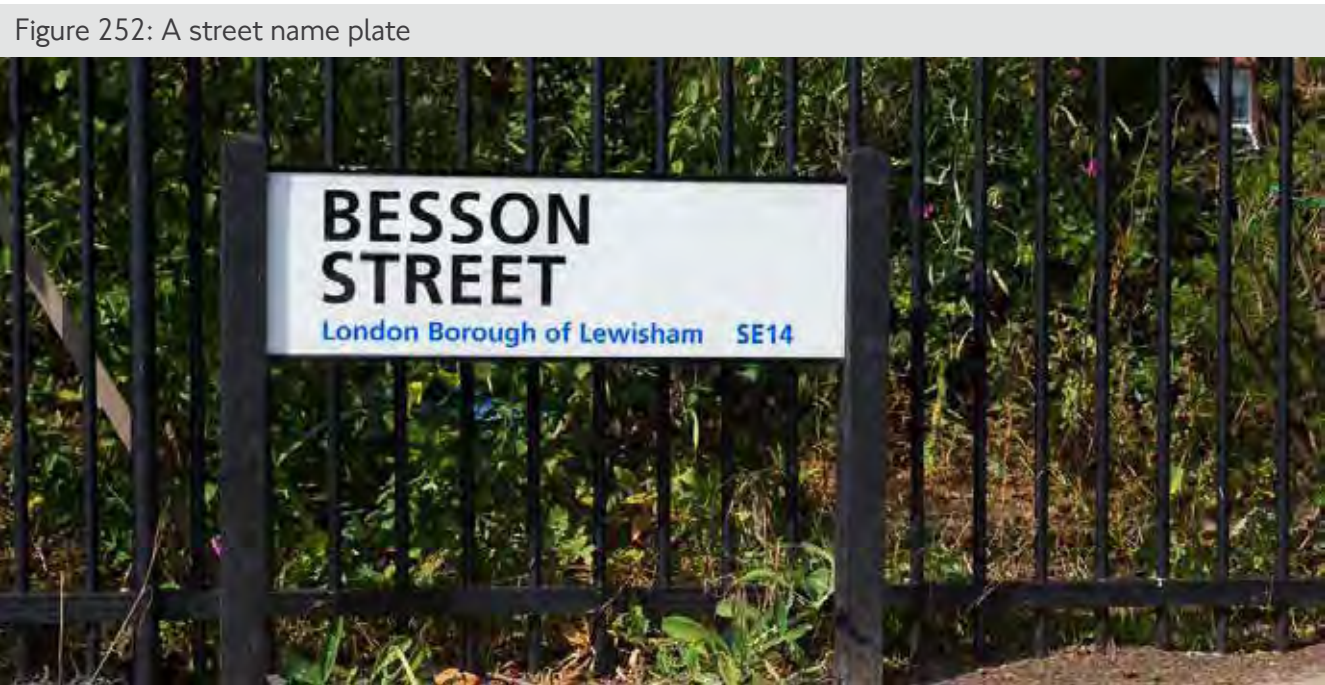 Figure 252: A street name plate
BESSON
STREET
London Borough of Lewisham SE14